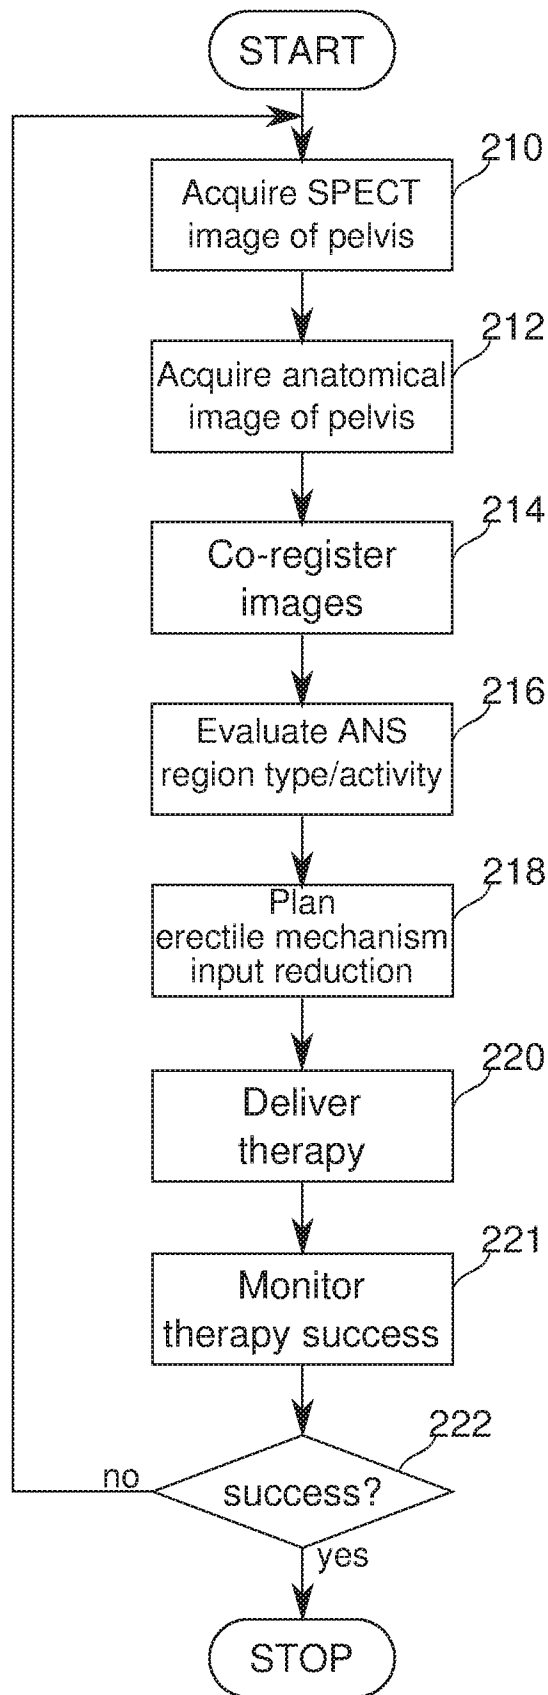 START
210
Acquire SPECT
image of pelvis
212
Acquire anatomical
image of pelvis
214
Co-register
images
216
Evaluate ANS
region type/activity
218
Plan
erectile mechanism
input reduction
220
Deliver
therapy
221
Monitor
therapy success
222
no
success?
yes
STOP